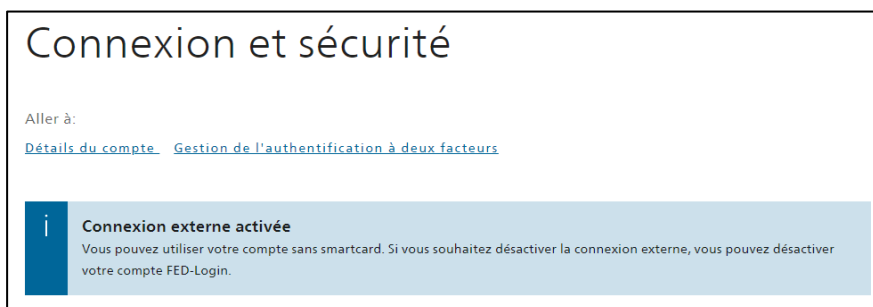 Connexion et sécurité
Aller à:
Détails du compte Gestion de l'authentification à deux facteurs
i Connexion externe activée
Vous pouvez utiliser votre compte sans smartcard. Si vous souhaitez désactiver la connexion externe, vous pouvez désactiver
votre compte FED-Login.